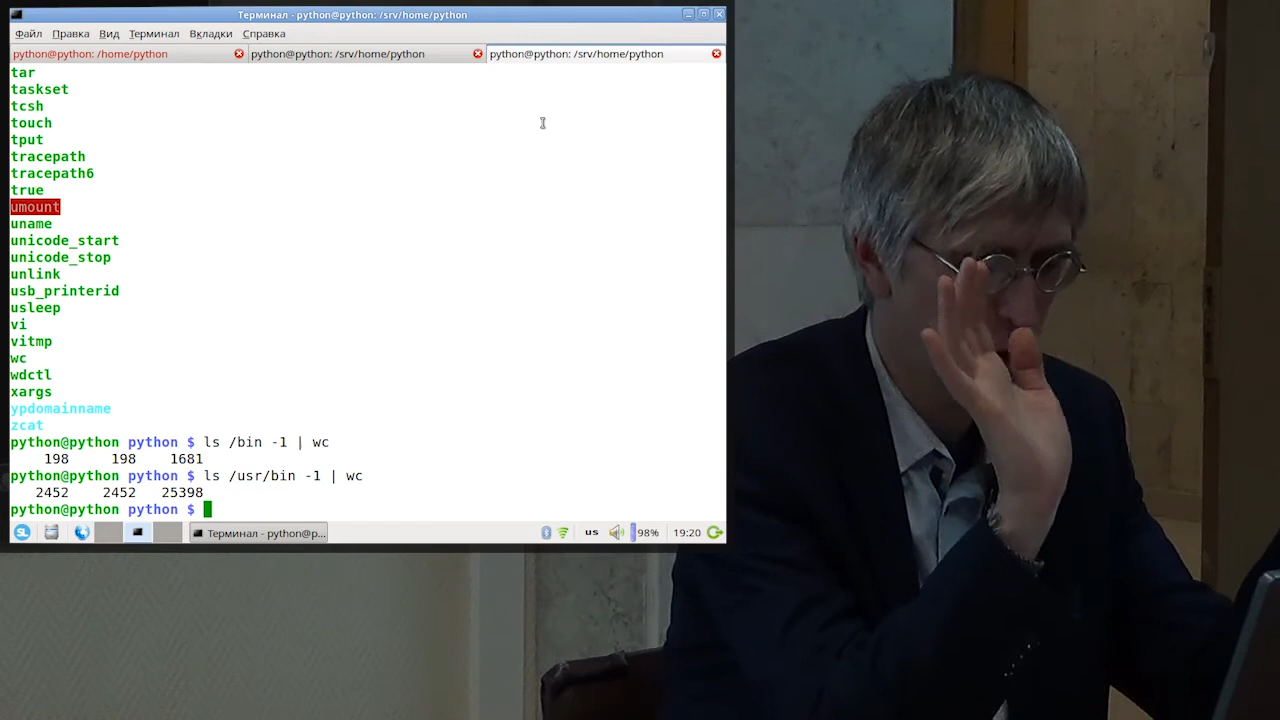 Терминал - python@python: /srv/home/python
Файл Правка Вид Терминал Вкладки Справка
python@python: /home/python python@python: /srv/home/python python@python: /srv/home/python
tar
taskset
tcsh
touch
tput
tracepath
tracepath6
true
umount
uname
unicode_start
unicode_stop
unlink
usb_printerid
usleep
vi
vitmp
wc
wdctl
xargs
ypdomainname
zcat
python@python python $ ls /bin -1 | wc
198 198 1681
python@python python $ ls /usr/bin -1 | wc
2452 2452 25398
python@python python $
SL Терминал - python@p... us 98% 19:20